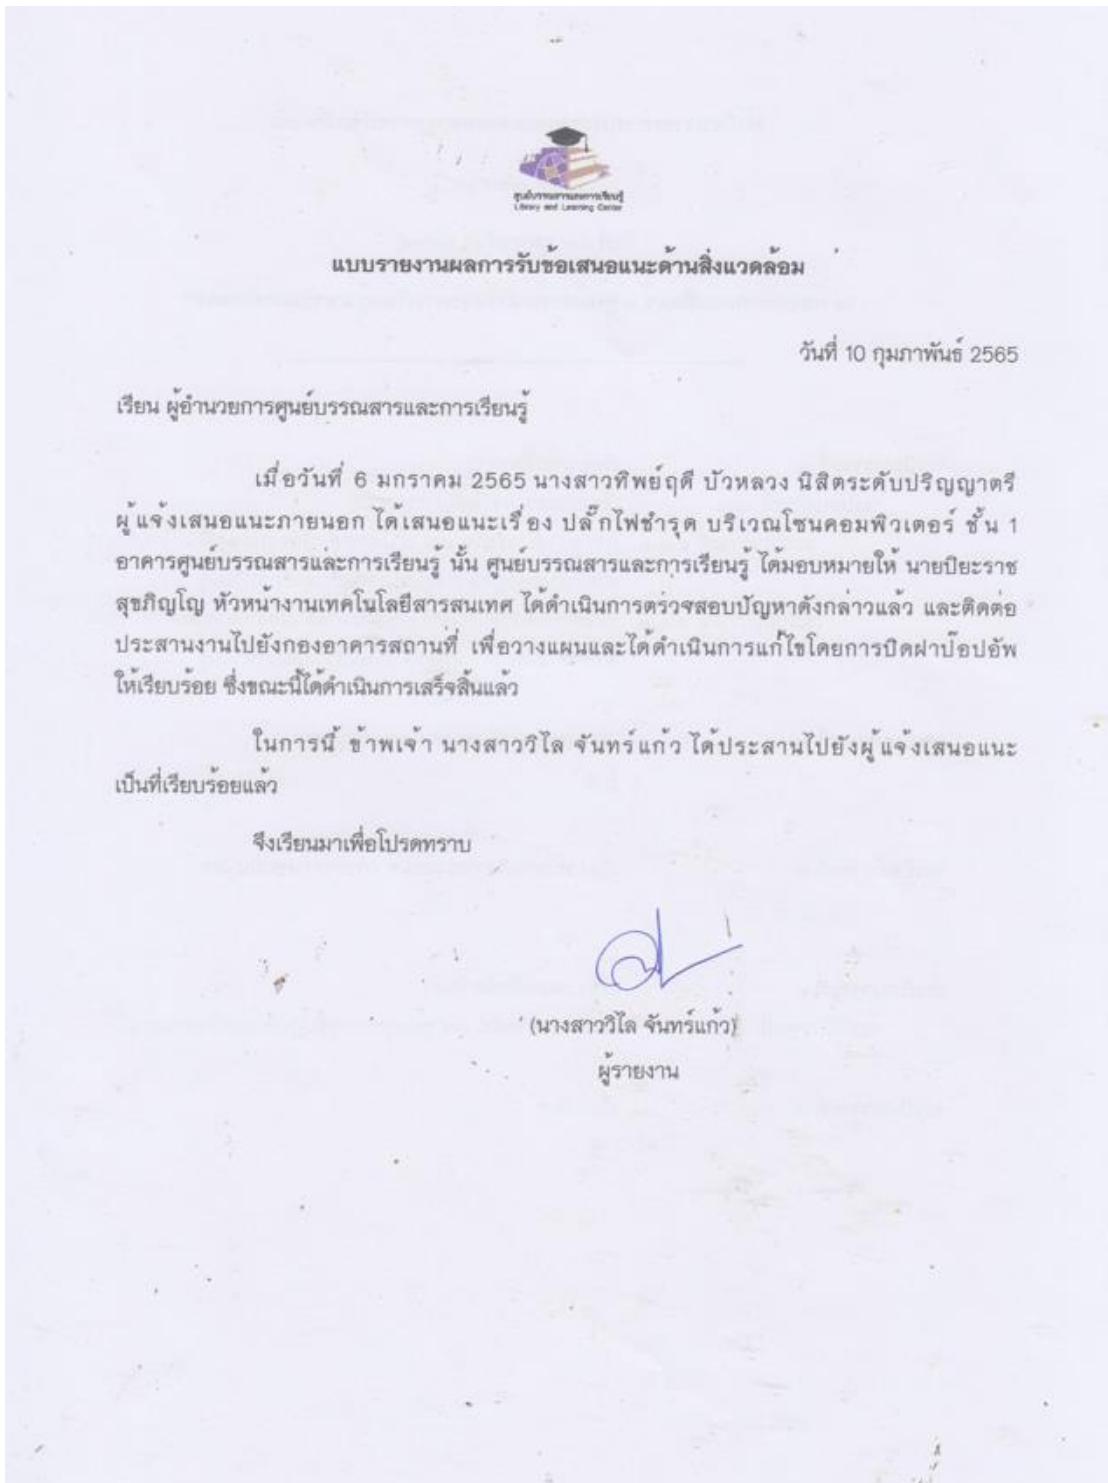 ศูนย์บรรณสารและการเรียนรู้
Library and Learning Center
แบบรายงานผลการรับข้อเสนอแนะด้านสิ่งแวดล้อม
วันที่ 10 กุมภาพันธ์ 2565
เรียน ผู้อำนวยการศูนย์บรรณสารและการเรียนรู้
เมื่อวันที่ 6 มกราคม 2565 นางสาวทิพย์ฤดี บัวหลวง นิสิตระดับปริญญาตรี
ผู้แจ้งเสนอแนะภายนอก ได้เสนอแนะเรื่อง ปลั๊กไฟชำรุด บริเวณโซนคอมพิวเตอร์ ชั้น 1
อาคารศูนย์บรรณสารและการเรียนรู้ นั้น ศูนย์บรรณสารและการเรียนรู้ ได้มอบหมายให้ นายปิยะราช
สุขภิญโญ หัวหน้างานเทคโนโลยีสารสนเทศ ได้ดำเนินการตรวจสอบปัญหาดังกล่าวแล้ว และติดต่อ
ประสานงานไปยังกองอาคารสถานที่ เพื่อวางแผนและได้ดำเนินการแก้ไขโดยการปิดฝาป๊อปอัพ
ให้เรียบร้อย ซึ่งขณะนี้ได้ดำเนินการเสร็จสิ้นแล้ว
ในการนี้ ข้าพเจ้า นางสาววิไล จันทร์แก้ว ได้ประสานไปยังผู้แจ้งเสนอแนะ
เป็นที่เรียบร้อยแล้ว
จึงเรียนมาเพื่อโปรดทราบ
(นางสาววิไล จันทร์แก้ว)
ผู้รายงาน